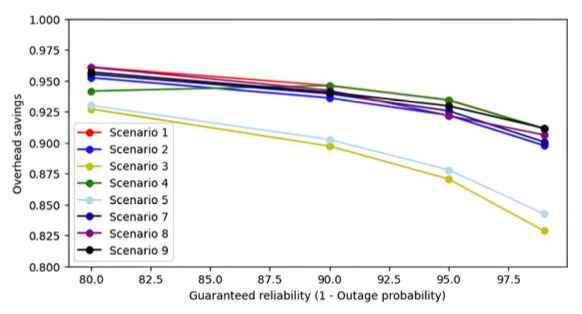 1.000
0.975
0.950
0.925
0.900
0.875
0.850
0.825
0.800
Overhead savings
Scenario 1
Scenario 2
Scenario 3
Scenario 4
Scenario 5
Scenario 7
Scenario 8
Scenario 9
80.0 82.5 85.0 87.5 90.0 92.5 95.0 97.5
Guaranteed reliability (1 - Outage probability)